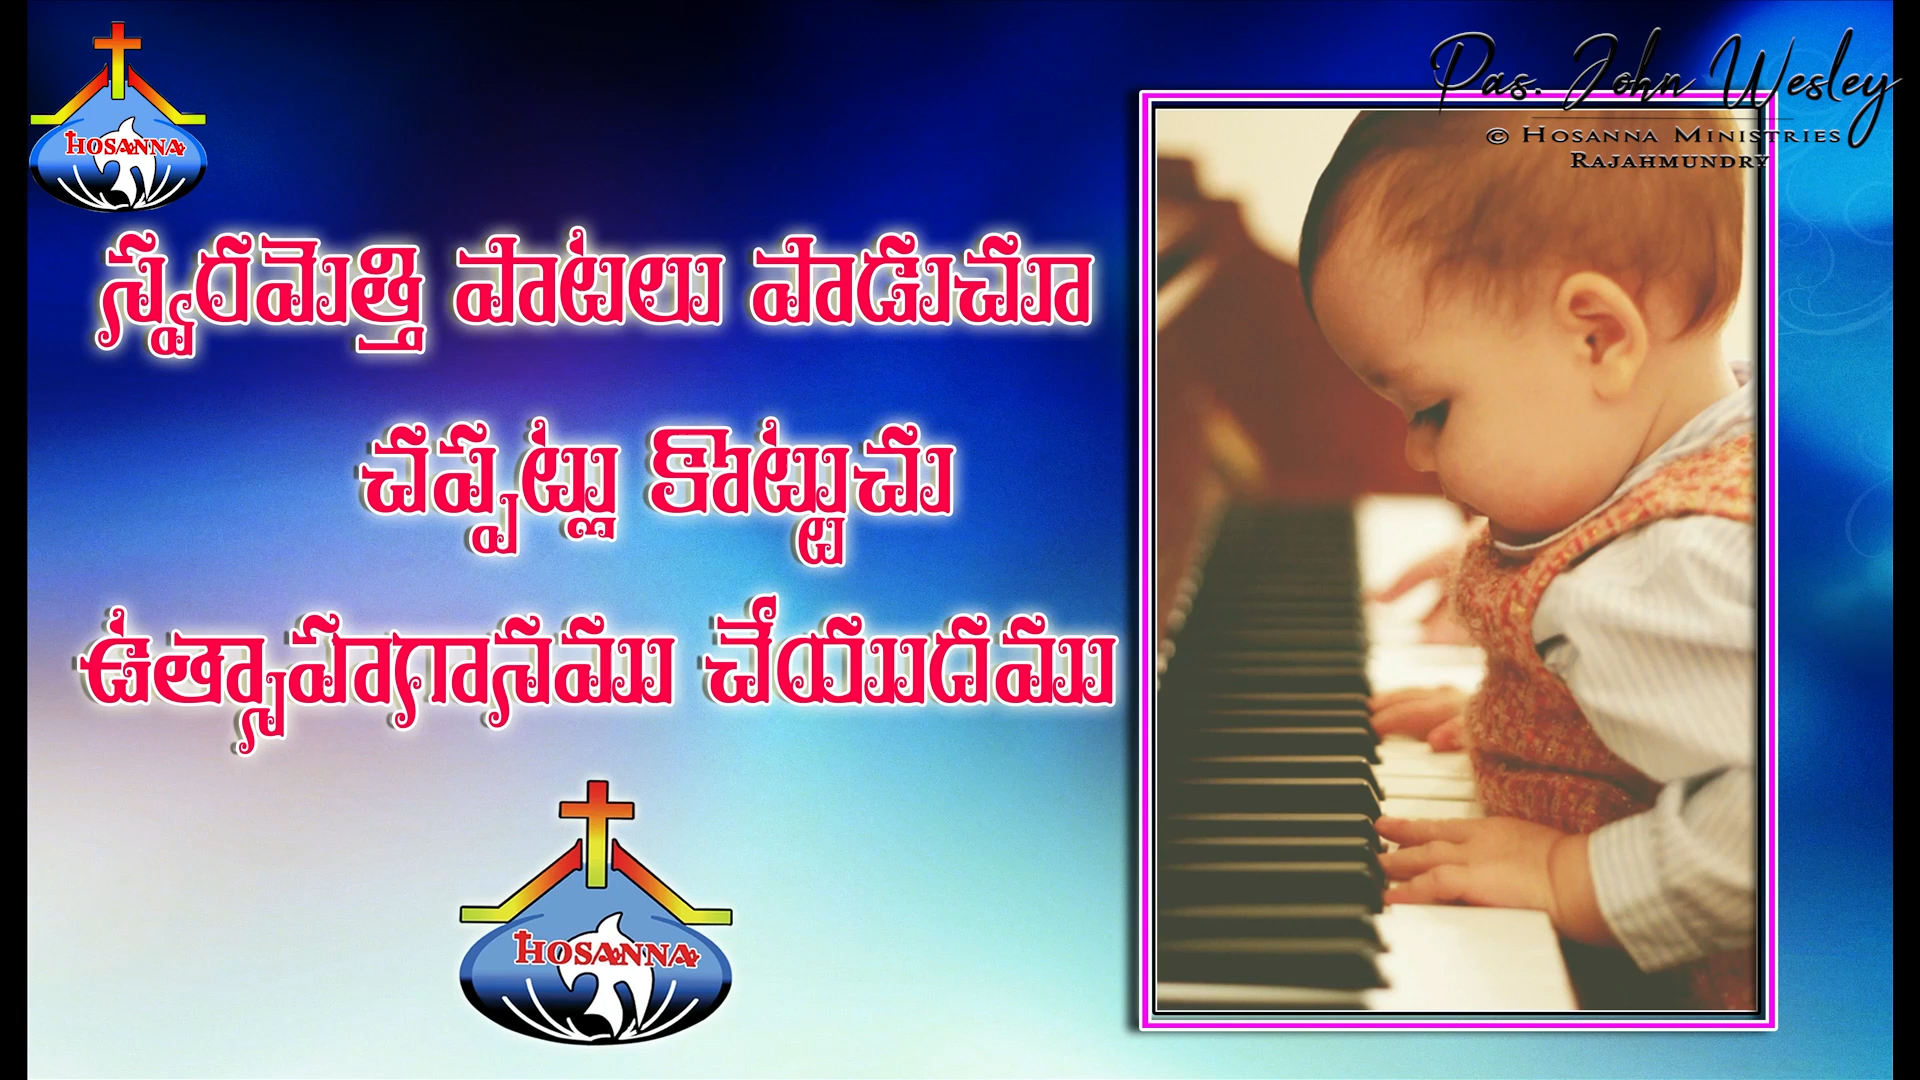 HOSANNA
Pas. John Wesley
© HOSANNA MINISTRIES
RAJAHMUNDRY
స్వరమెత్తి పాటలు పాడుచూ
చప్పట్లు కొట్టుచు
ఉత్సాహగానము చేయుదము
HOSANNA